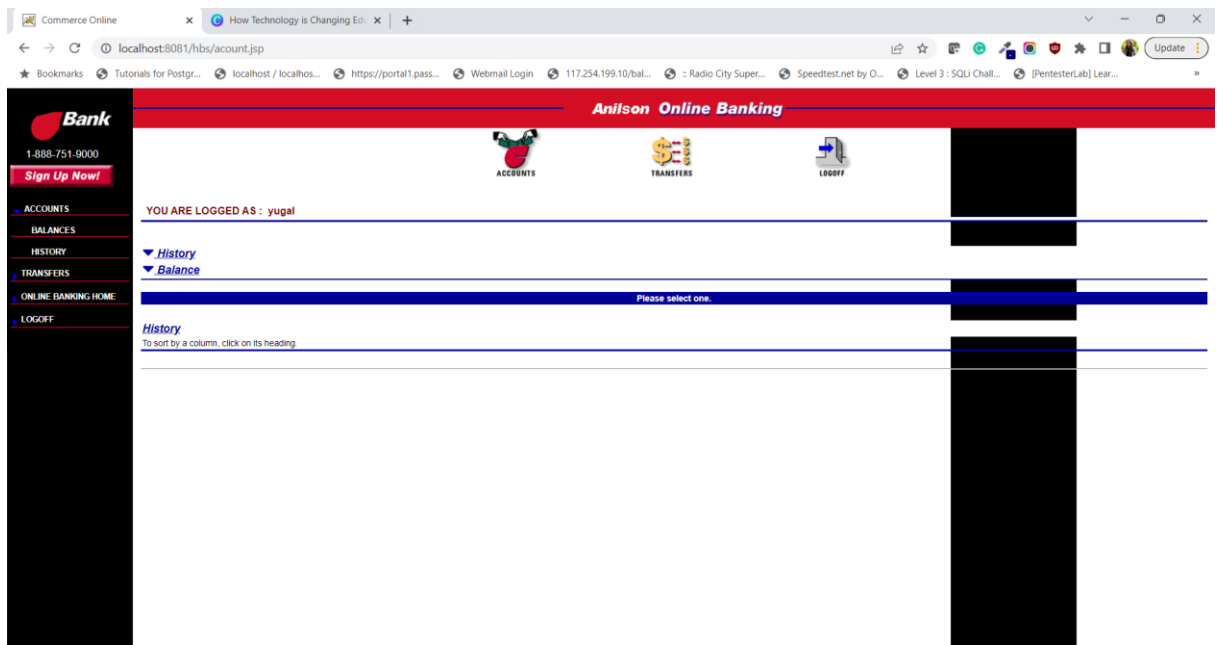 Commerce Online
How Technology is Changing Edu
localhost:8081/hbs/acount.jsp
Update
Bookmarks Tutorials for Postgr... localhost / localhos... https://portal1.pass... Webmail Login 117.254.199.10/bal... :: Radio City Super... Speedtest.net by O... Level 3 : SQLi Chall... [PentesterLab] Lear...
Bank
1-888-751-9000
Sign Up Now!
ACCOUNTS
BALANCES
HISTORY
TRANSFERS
ONLINE BANKING HOME
LOGOFF
Anilson Online Banking
ACCOUNTS TRANSFERS LOGOFF
YOU ARE LOGGED AS : yugal
History
Balance
Please select one.
History
To sort by a column, click on its heading.